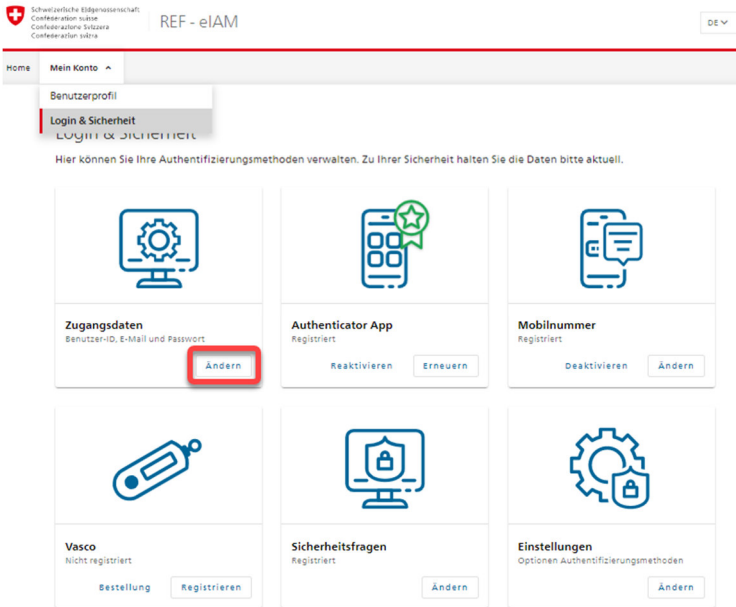 Schweizerische Eidgenossenschaft
Confédération suisse
Confederazione Svizzera
Confederaziun svizra
REF - eIAM
DE
Home
Mein Konto
Benutzerprofil
Login & Sicherheit
Login & Sicherheit
Hier können Sie Ihre Authentifizierungsmethoden verwalten. Zu Ihrer Sicherheit halten Sie die Daten bitte aktuell.
Zugangsdaten
Benutzer-ID, E-Mail und Passwort
Ändern
Authenticator App
Registriert
Reaktivieren Erneuern
Mobilnummer
Registriert
Deaktivieren Ändern
Vasco
Nicht registriert
Bestellung Registrieren
Sicherheitsfragen
Registriert
Ändern
Einstellungen
Optionen Authentifizierungsmethoden
Ändern